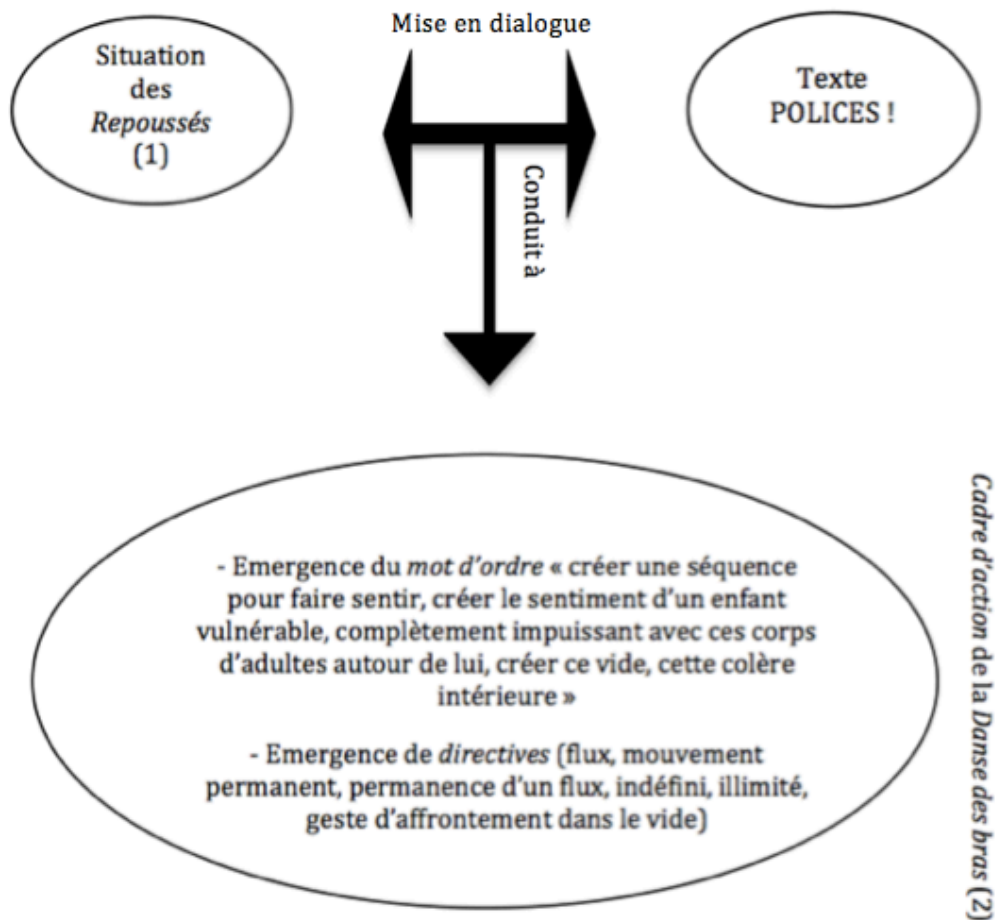 Mise en dialogue
Situation
des
Repoussés
(1)
Texte
POLICES !
Conduit à
- Emergence du mot d'ordre « créer une séquence
pour faire sentir, créer le sentiment d'un enfant
vulnérable, complètement impuissant avec ces corps
d'adultes autour de lui, créer ce vide, cette colère
intérieure »
- Emergence de directives (flux, mouvement
permanent, permanence d'un flux, indéfini, illimité,
geste d'affrontement dans le vide)
Cadre d'action de la Danse des bras (2)